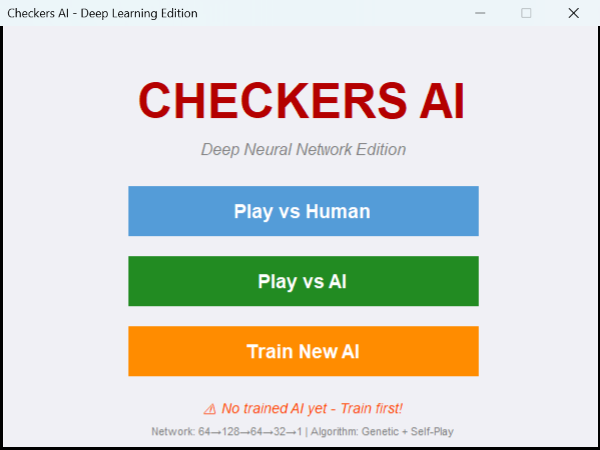 Checkers AI - Deep Learning Edition
CHECKERS AI
Deep Neural Network Edition
Play vs Human
Play vs AI
Train New AI
⚠ No trained AI yet - Train first!
Network: 64→128→64→32→1 | Algorithm: Genetic + Self-Play